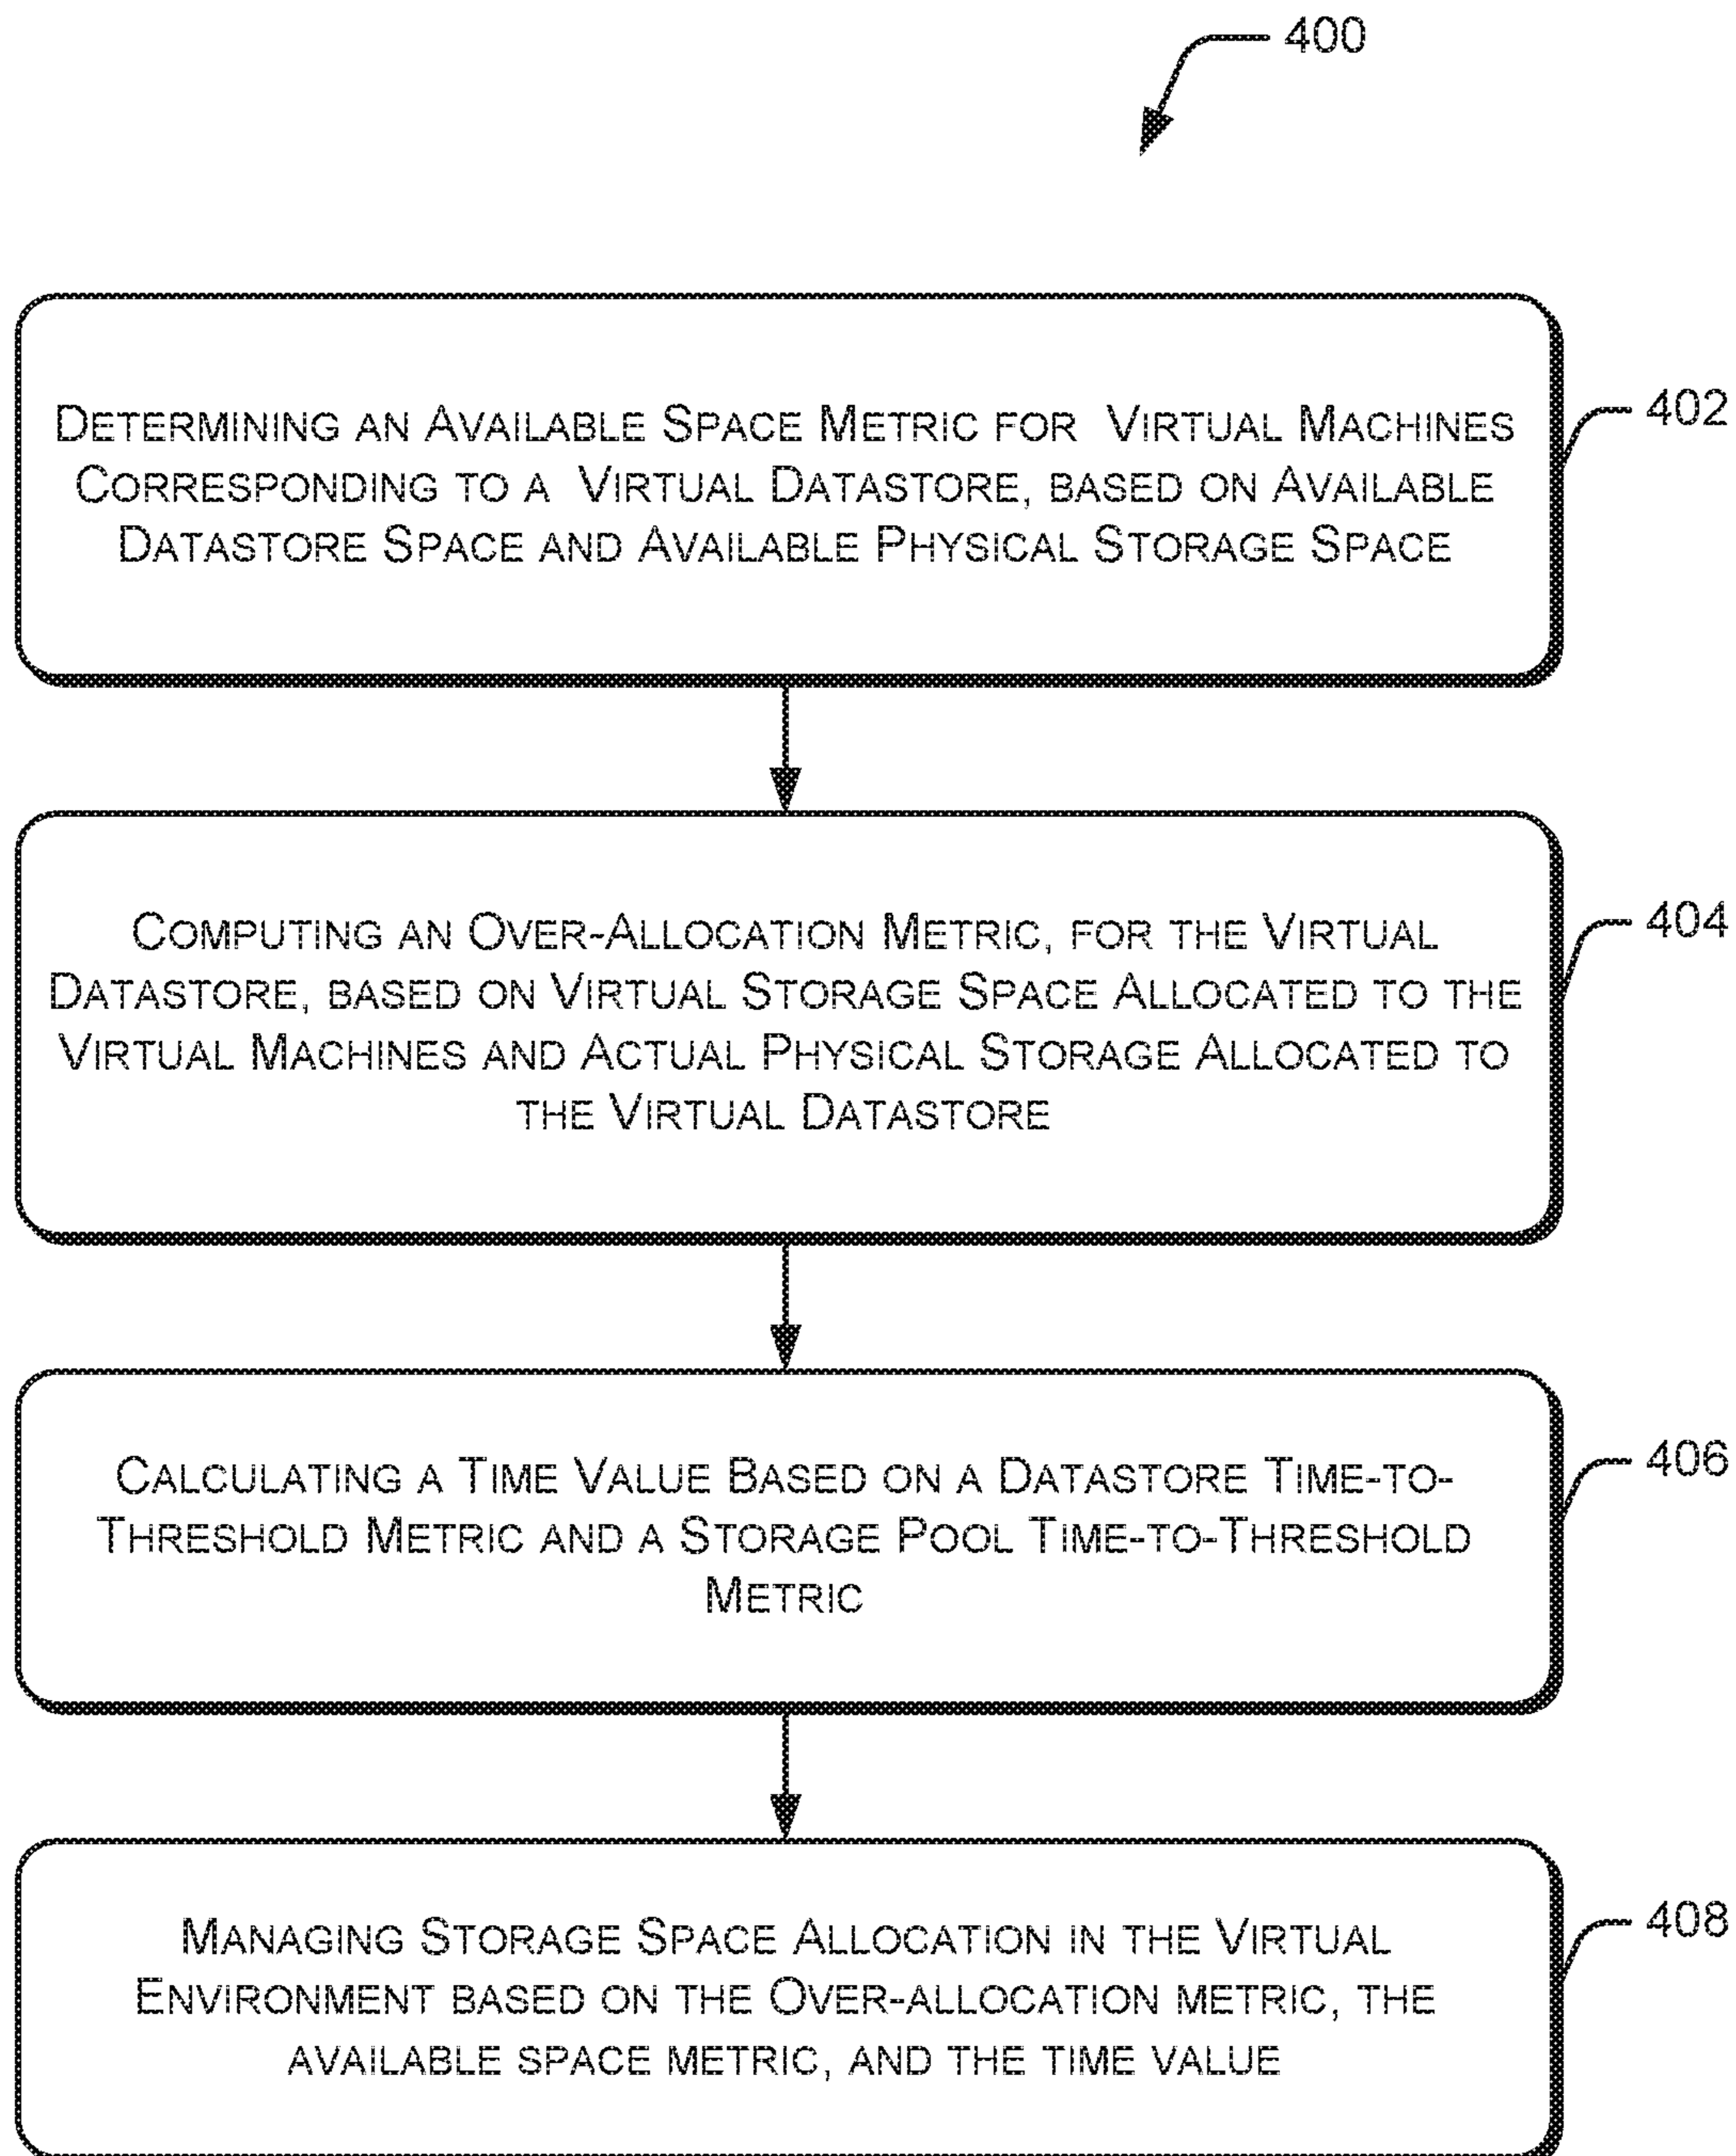 400
DETERMINING AN AVAILABLE SPACE METRIC FOR VIRTUAL MACHINES
CORRESPONDING TO A VIRTUAL DATASTORE, BASED ON AVAILABLE
DATASTORE SPACE AND AVAILABLE PHYSICAL STORAGE SPACE
402
COMPUTING AN OVER-ALLOCATION METRIC, FOR THE VIRTUAL
DATASTORE, BASED ON VIRTUAL STORAGE SPACE ALLOCATED TO THE
VIRTUAL MACHINES AND ACTUAL PHYSICAL STORAGE ALLOCATED TO
THE VIRTUAL DATASTORE
404
CALCULATING A TIME VALUE BASED ON A DATASTORE TIME-TO-
THRESHOLD METRIC AND A STORAGE POOL TIME-TO-THRESHOLD
METRIC
406
MANAGING STORAGE SPACE ALLOCATION IN THE VIRTUAL
ENVIRONMENT BASED ON THE OVER-ALLOCATION METRIC, THE
AVAILABLE SPACE METRIC, AND THE TIME VALUE
408